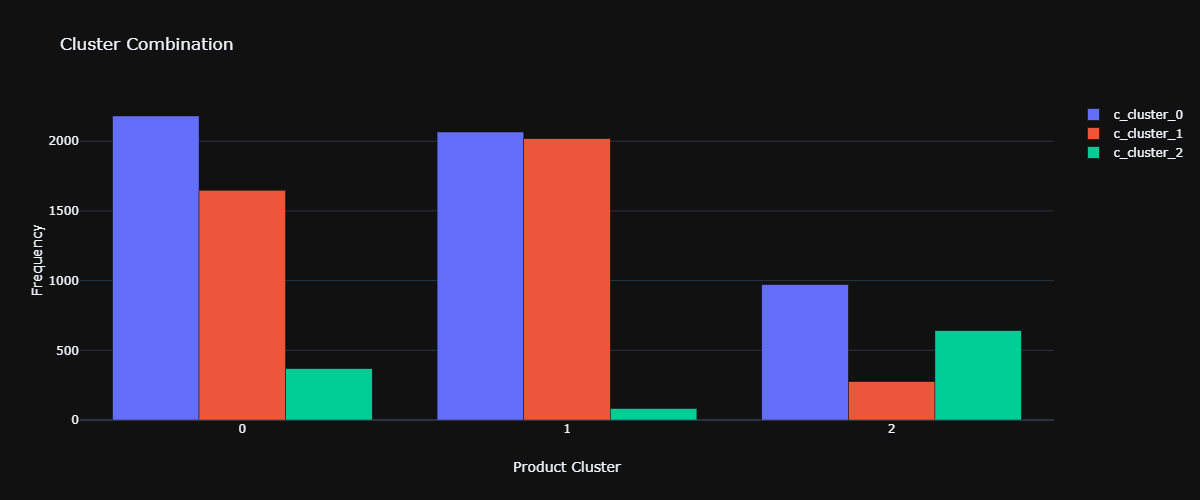 Cluster Combination
c_cluster_0
c_cluster_1
c_cluster_2
2000
1500
1000
500
0
Frequency
0 1 2
Product Cluster